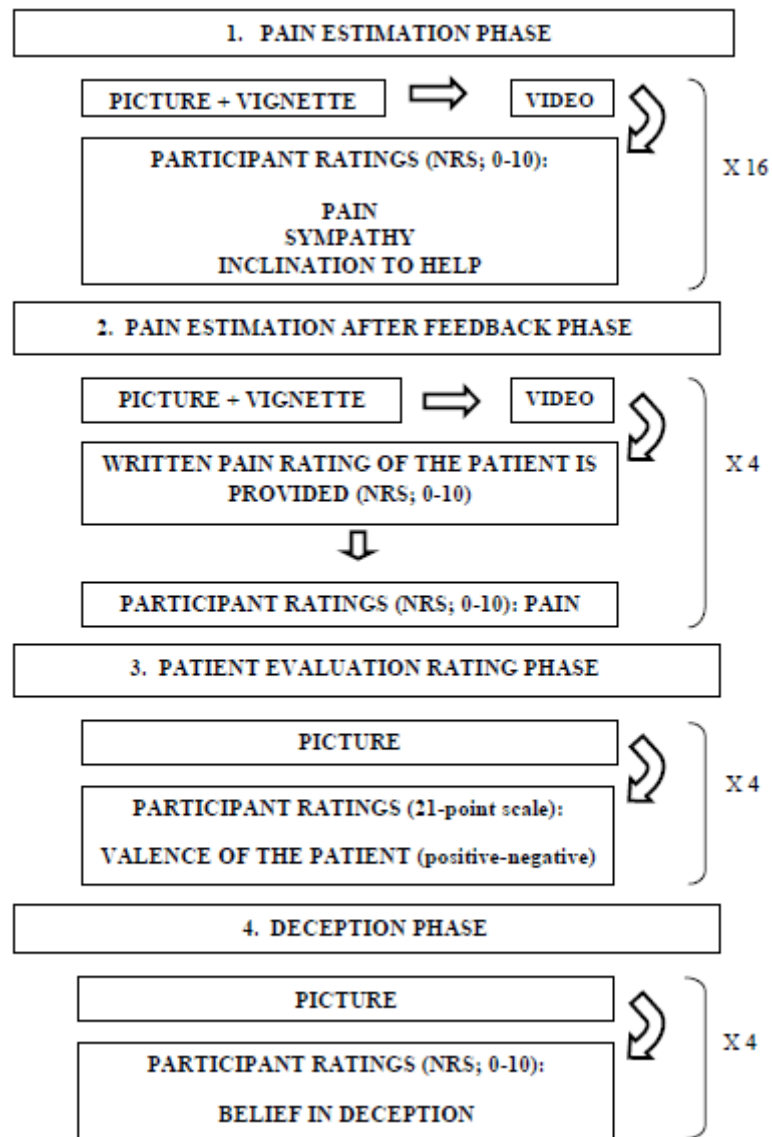 1. PAIN ESTIMATION PHASE
PICTURE + VIGNETTE
VIDEO
PARTICIPANT RATINGS (NRS; 0-10):
PAIN
SYMPATHY
INCLINATION TO HELP
X 16
2. PAIN ESTIMATION AFTER FEEDBACK PHASE
PICTURE + VIGNETTE
VIDEO
WRITTEN PAIN RATING OF THE PATIENT IS
PROVIDED (NRS; 0-10)
X 4
PARTICIPANT RATINGS (NRS; 0-10): PAIN
3. PATIENT EVALUATION RATING PHASE
PICTURE
PARTICIPANT RATINGS (21-point scale):
VALENCE OF THE PATIENT (positive-negative)
X 4
4. DECEPTION PHASE
PICTURE
PARTICIPANT RATINGS (NRS; 0-10):
BELIEF IN DECEPTION
X 4